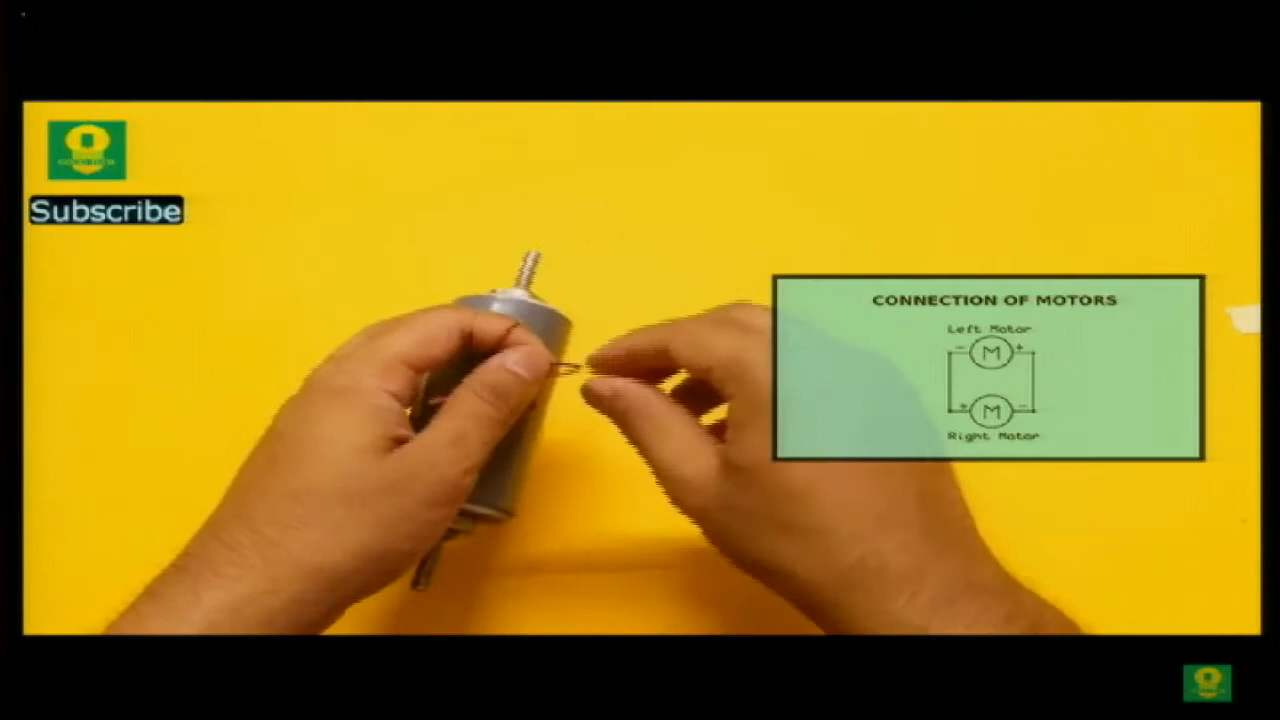 Subscribe
CONNECTION OF MOTORS
Left Motor
- M +
+ M -
Right Motor